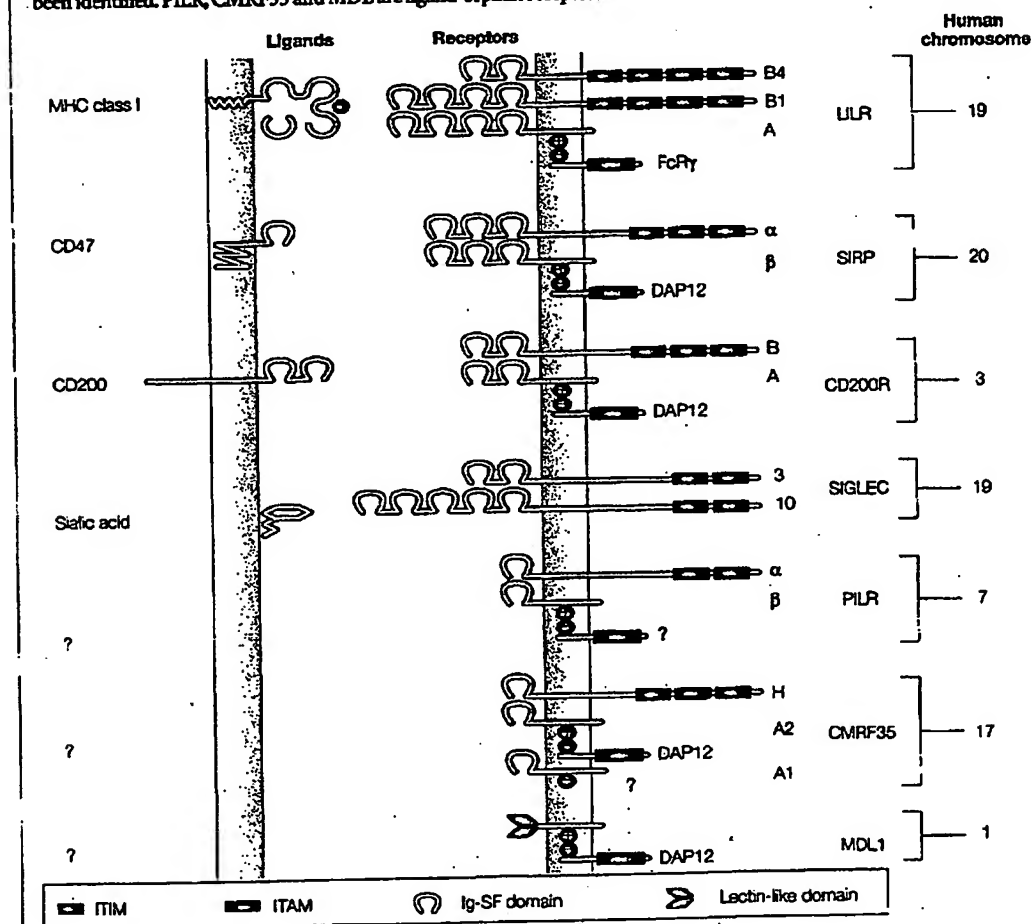 been identified. PILR, CMRF35 and MDL are ligand-orphan receptors.
Ligands
Receptors
Human
chromosome
MHC class I
B4
B1
A
FcRγ
LILR
19
CD47
α
β
DAP12
SIRP
20
CD200
B
A
DAP12
CD200R
3
Sialic acid
3
10
SIGLEC
19
?
α
β
?
PILR
7
?
H
A2
DAP12
A1
?
CMRF35
17
?
DAP12
MDL1
1
ITIM
ITAM
Ig-SF domain
Lectin-like domain